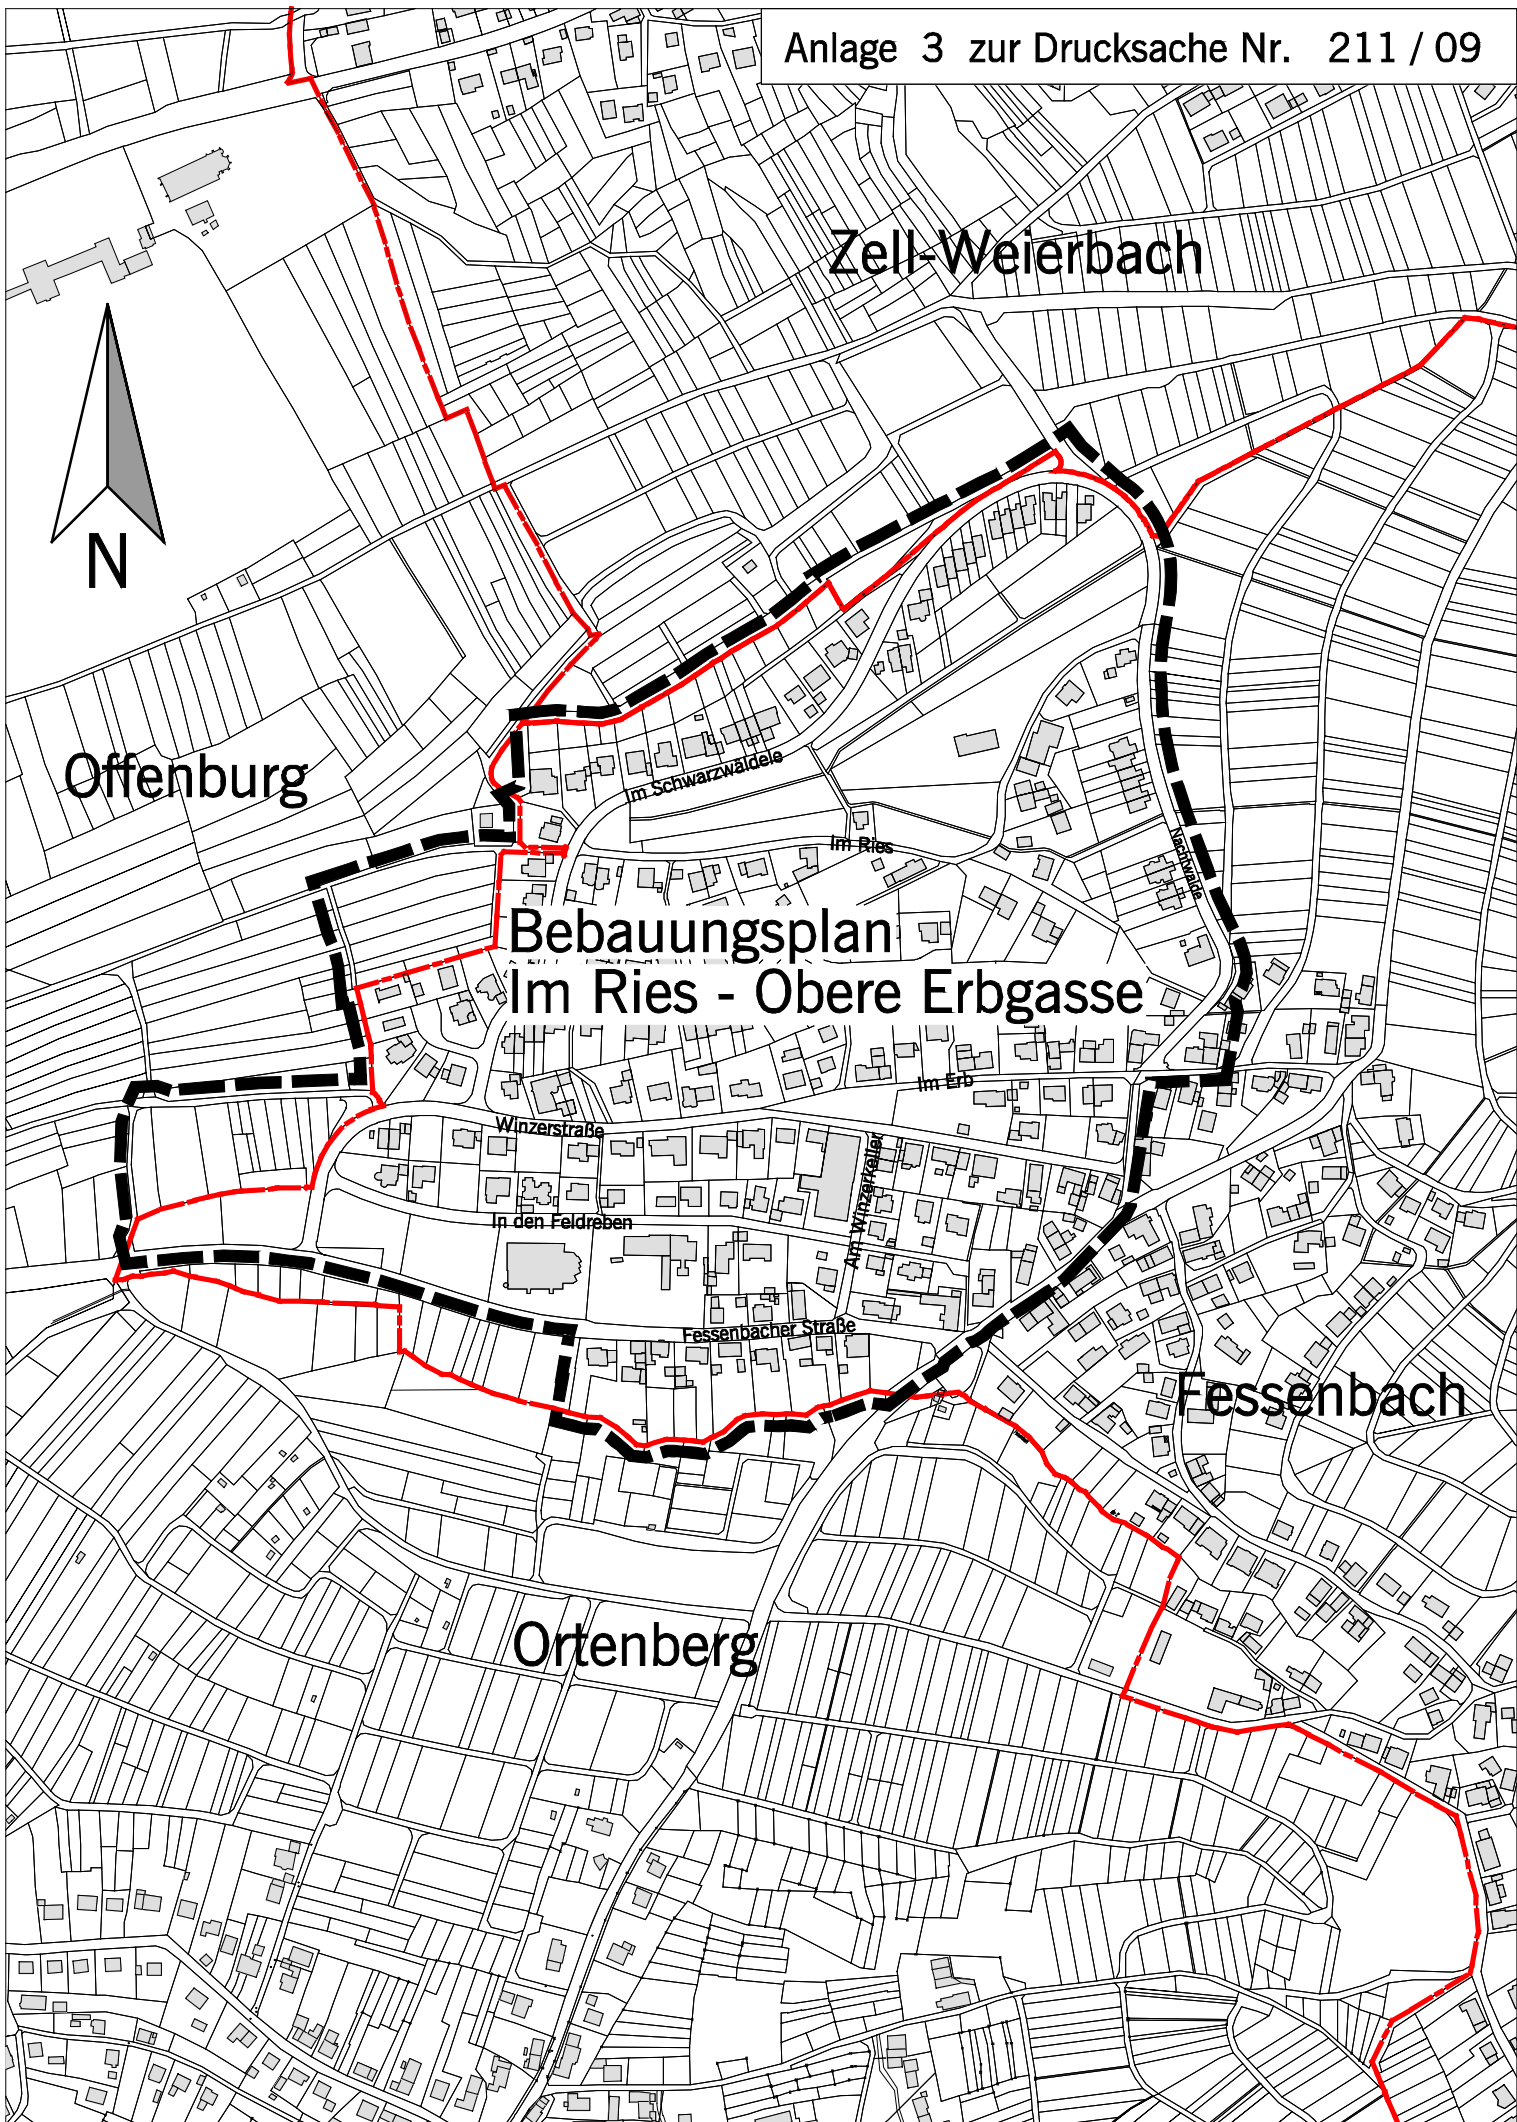 Anlage 3 zur Drucksache Nr. 211 / 09
Zell-Weierbach
N
Offenburg
Im Schwarzwäldele
Im Ries
Nachtwaide
Bebauungsplan
Im Ries - Obere Erbgasse
Im Erb
Winzerstraße
Am Winzerkeller
In den Feldreben
Fessenbacher Straße
Fessenbach
Ortenberg